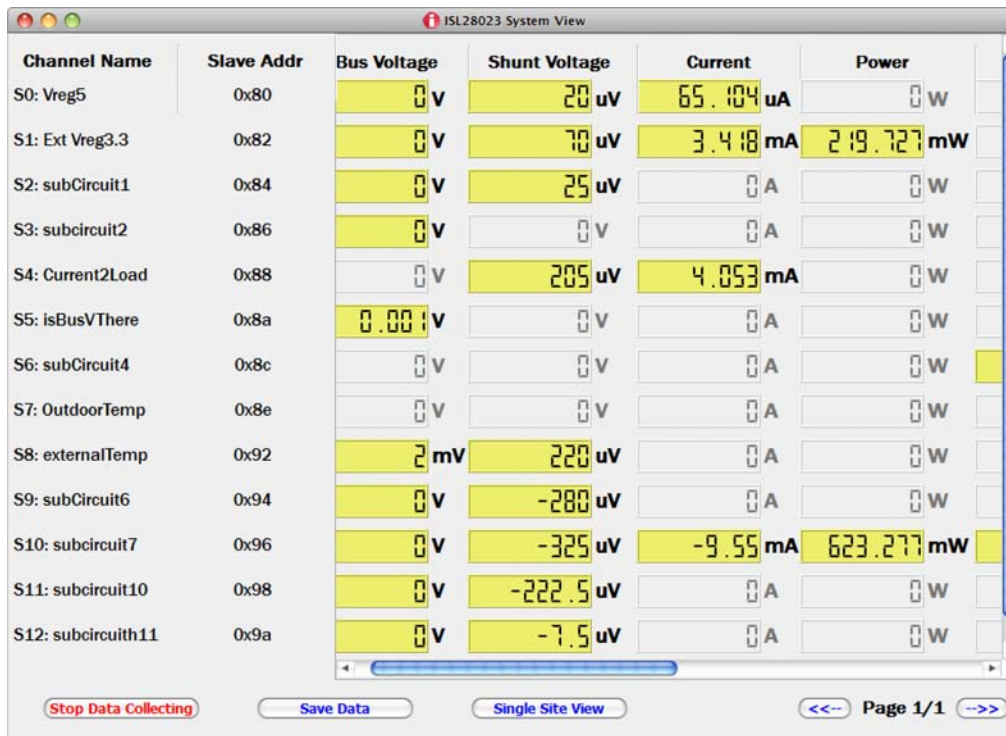 ISL28023 System View
Channel Name Slave Addr Bus Voltage Shunt Voltage Current Power
S0: Vreg5 0x80 0 V 20 uV 65.104 uA 0 W
S1: Ext Vreg3.3 0x82 0 V 70 uV 3.418 mA 219.727 mW
S2: subCircuit1 0x84 0 V 25 uV 0 A 0 W
S3: subcircuit2 0x86 0 V 0 V 0 A 0 W
S4: Current2Load 0x88 0 V 205 uV 4.053 mA 0 W
S5: isBusVThere 0x8a 0.001 V 0 V 0 A 0 W
S6: subCircuit4 0x8c 0 V 0 V 0 A 0 W
S7: OutdoorTemp 0x8e 0 V 0 V 0 A 0 W
S8: externalTemp 0x92 2 mV 220 uV 0 A 0 W
S9: subCircuit6 0x94 0 V -280 uV 0 A 0 W
S10: subcircuit7 0x96 0 V -325 uV -9.55 mA 623.277 mW
S11: subcircuit10 0x98 0 V -222.5 uV 0 A 0 W
S12: subcircuith11 0x9a 0 V -7.5 uV 0 A 0 W
Stop Data Collecting Save Data Single Site View <<-- Page 1/1 -->>